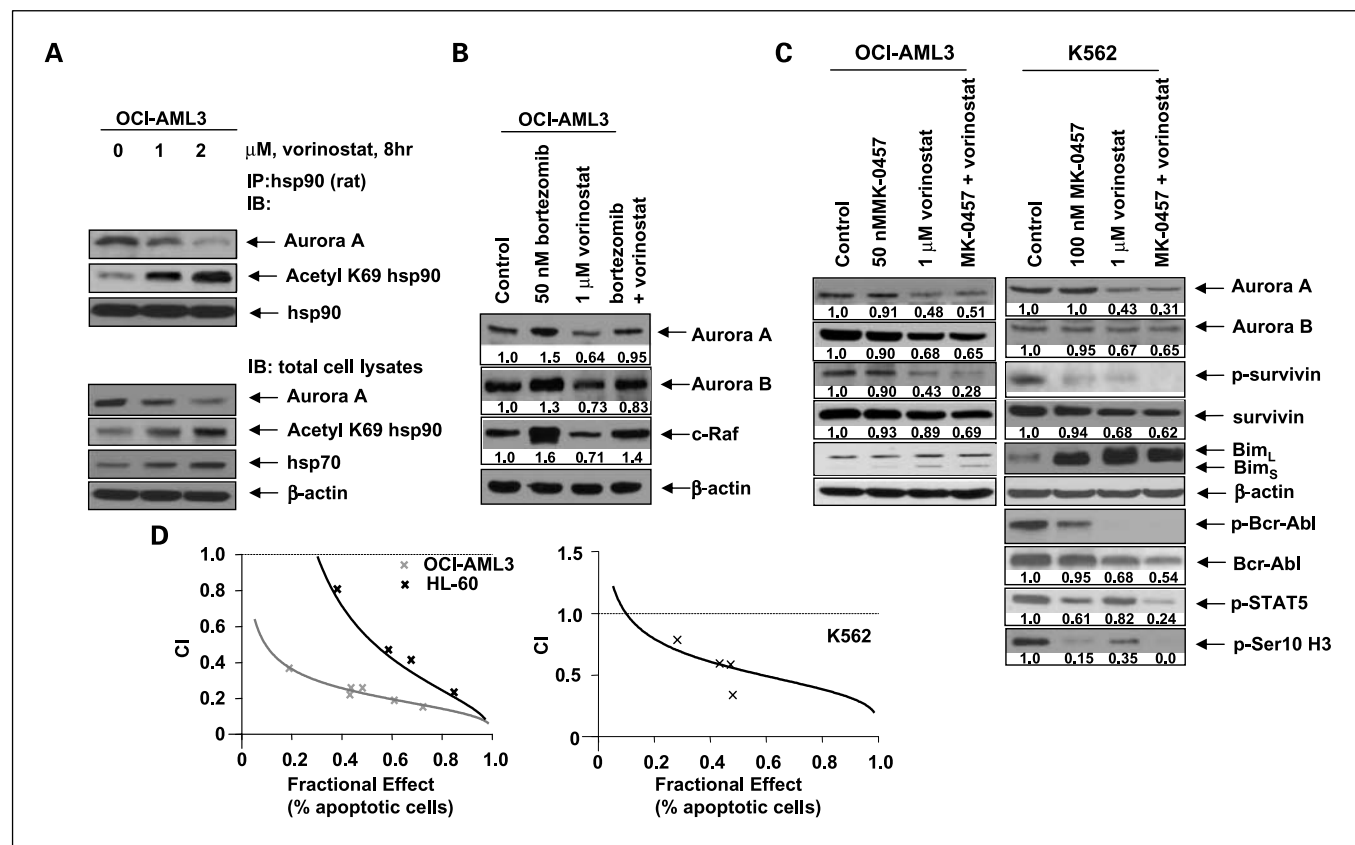 A
OCI-AML3
0 1 2 μM, vorinostat, 8hr
IP:hsp90 (rat)
IB:
Aurora A
Acetyl K69 hsp90
hsp90
IB: total cell lysates
Aurora A
Acetyl K69 hsp90
hsp70
β-actin
B
OCI-AML3
Control
50 nM bortezomib
1 μM vorinostat
bortezomib
+ vorinostat
Aurora A
1.0 1.5 0.64 0.95
Aurora B
1.0 1.3 0.73 0.83
c-Raf
1.0 1.6 0.71 1.4
β-actin
C
OCI-AML3
Control
50 nMMK-0457
1 μM vorinostat
MK-0457 + vorinostat
K562
Control
100 nM MK-0457
1 μM vorinostat
MK-0457 + vorinostat
Aurora A
1.0 0.91 0.48 0.51
1.0 1.0 0.43 0.31
Aurora B
1.0 0.90 0.68 0.65
1.0 0.95 0.67 0.65
p-survivin
1.0 0.90 0.43 0.28
survivin
1.0 0.93 0.89 0.69
1.0 0.94 0.68 0.62
BimL
BimS
β-actin
p-Bcr-Abl
Bcr-Abl
1.0 0.95 0.68 0.54
p-STAT5
1.0 0.61 0.82 0.24
p-Ser10 H3
1.0 0.15 0.35 0.0
D
1.0
0.8
0.6
0.4
0.2
0
CI
OCI-AML3
HL-60
0 0.2 0.4 0.6 0.8 1.0
Fractional Effect
(% apoptotic cells)
1.5
1.0
0.5
0
CI
K562
0 0.2 0.4 0.6 0.8 1.0
Fractional Effect
(% apoptotic cells)